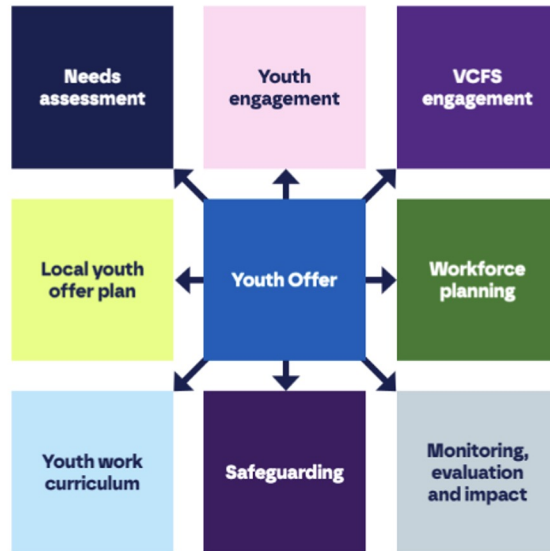 Needs
assessment
Youth
engagement
VCFS
engagement
Local youth
offer plan
Youth Offer
Workforce
planning
Youth work
curriculum
Safeguarding
Monitoring,
evaluation
and impact